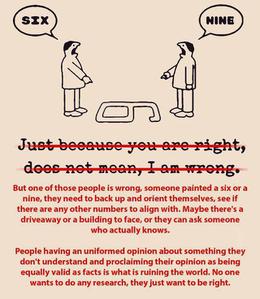 SIX
NINE
Just because you are right,
does not mean, I am wrong.
But one of those people is wrong, someone painted a six or a
nine, they need to back up and orient themselves, see if
there are any other numbers to align with. Maybe there's a
driveaway or a building to face, or they can ask someone
who actually knows.
People having an uniformed opinion about something they
don't understand and proclaiming their opinion as being
equally valid as facts is what is ruining the world. No one
wants to do any research, they just want to be right.